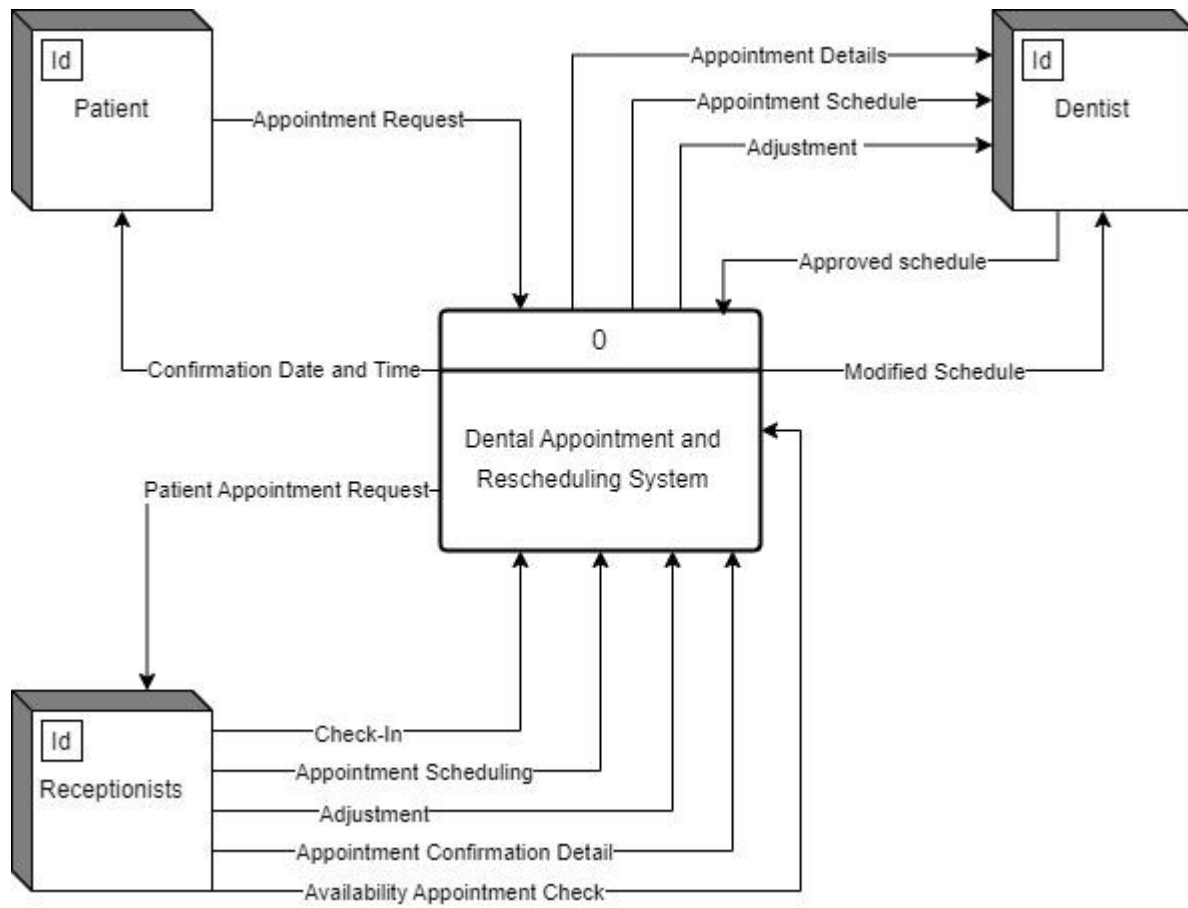 Id
Patient
Appointment Request
Appointment Details
Appointment Schedule
Adjustment
Id
Dentist
Approved schedule
0
Confirmation Date and Time
Modified Schedule
Dental Appointment and
Rescheduling System
Patient Appointment Request
Id
Receptionists
Check-In
Appointment Scheduling
Adjustment
Appointment Confirmation Detail
Availability Appointment Check